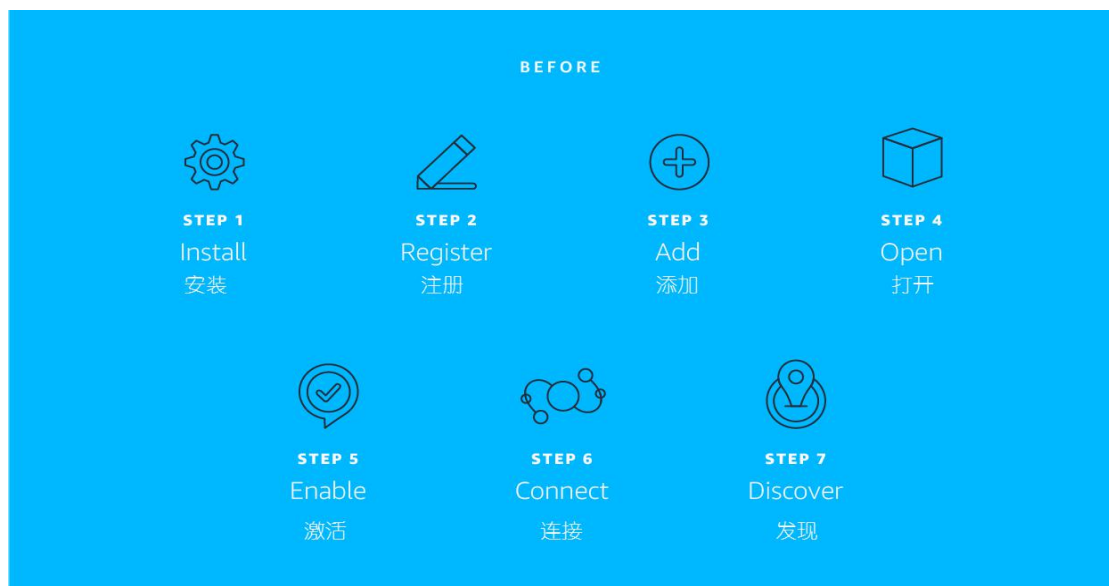 BEFORE
STEP 1
Install
安装
STEP 2
Register
注册
STEP 3
Add
添加
STEP 4
Open
打开
STEP 5
Enable
激活
STEP 6
Connect
连接
STEP 7
Discover
发现